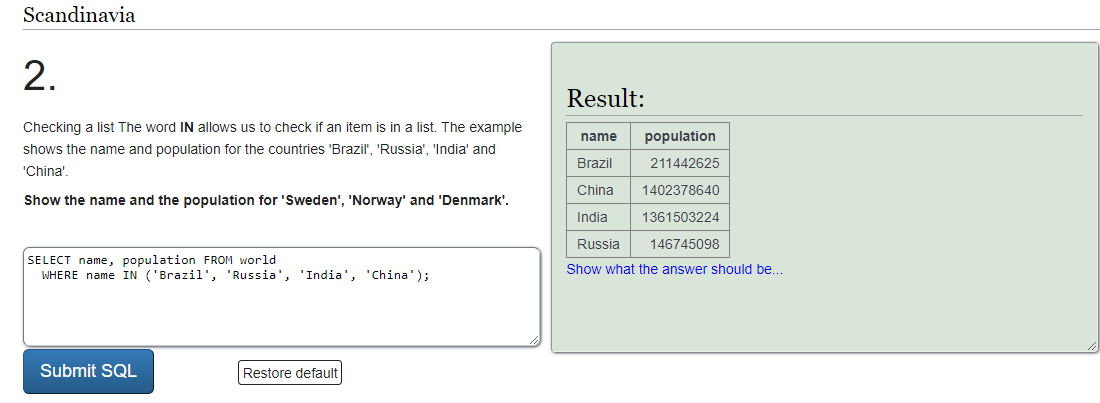 Scandinavia
2.
Checking a list The word IN allows us to check if an item is in a list. The example
shows the name and population for the countries 'Brazil', 'Russia', 'India' and
'China'.
Show the name and the population for 'Sweden', 'Norway' and 'Denmark'.
SELECT name, population FROM world
WHERE name IN ('Brazil', 'Russia', 'India', 'China');
Submit SQL
Restore default
Result:
name population
Brazil 211442625
China 1402378640
India 1361503224
Russia 146745098
Show what the answer should be...